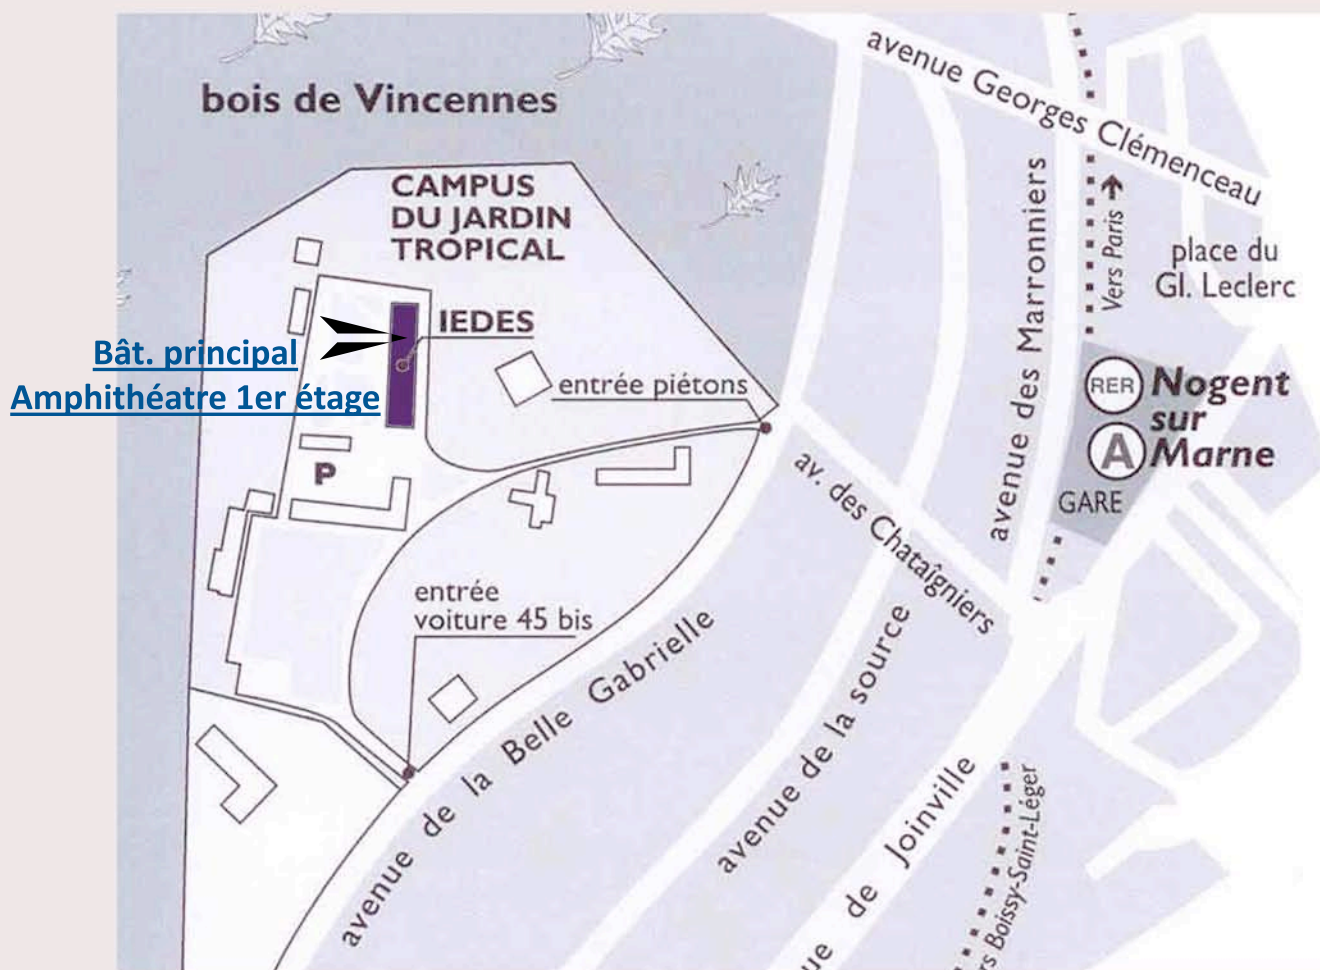 bois de Vincennes
avenue Georges Clémenceau
CAMPUS
DU JARDIN
TROPICAL
avenue des Marronniers
Vers Paris
place du
Gl. Leclerc
IEDES
Bât. principal
Amphithéatre 1er étage
entrée piétons
RER
A
Nogent
sur
Marne
GARE
P
av. des Chataîgniers
entrée
voiture 45 bis
avenue de la Belle Gabrielle
avenue de la source
de Joinville
Boissy-Saint-Léger